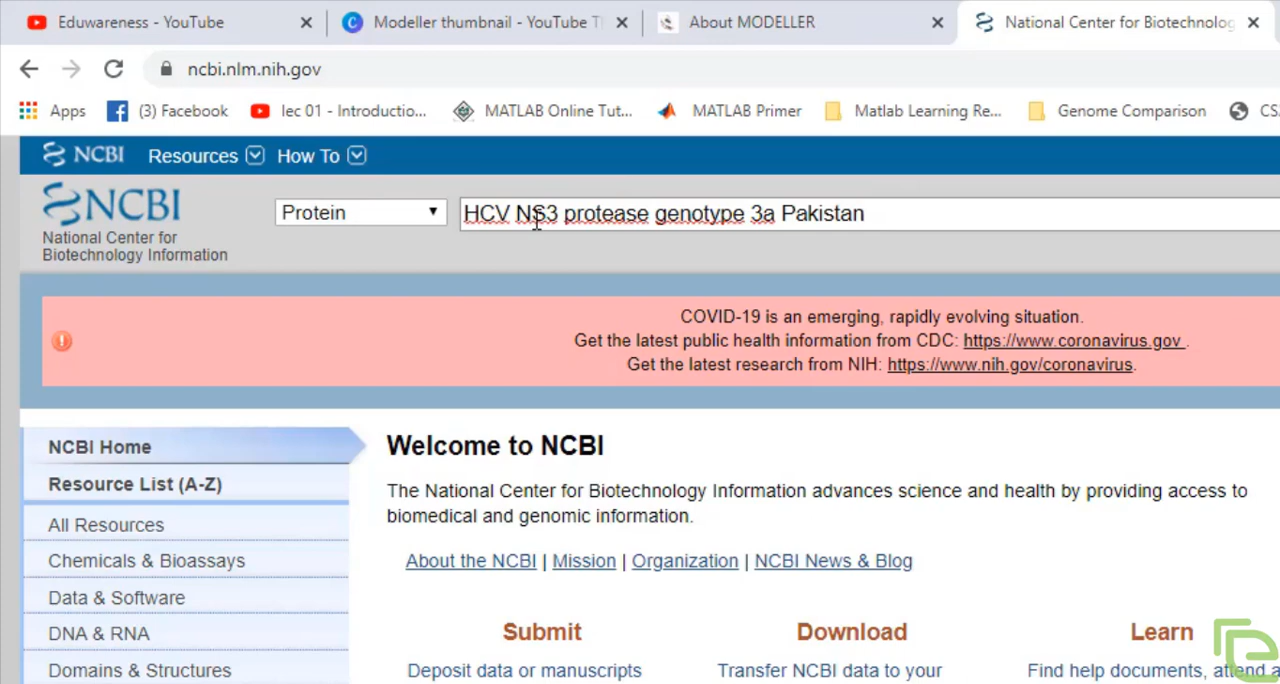 Eduwareness - YouTube
Modeller thumbnail - YouTube T
About MODELLER
National Center for Biotechnolog
ncbi.nlm.nih.gov
Apps
(3) Facebook
lec 01 - Introductio...
MATLAB Online Tut...
MATLAB Primer
Matlab Learning Re...
Genome Comparison
CS
NCBI Resources How To
NCBI
National Center for
Biotechnology Information
Protein
HCV NS3 protease genotype 3a Pakistan
COVID-19 is an emerging, rapidly evolving situation.
Get the latest public health information from CDC: https://www.coronavirus.gov .
Get the latest research from NIH: https://www.nih.gov/coronavirus.
NCBI Home
Resource List (A-Z)
All Resources
Chemicals & Bioassays
Data & Software
DNA & RNA
Domains & Structures
Welcome to NCBI
The National Center for Biotechnology Information advances science and health by providing access to
biomedical and genomic information.
About the NCBI | Mission | Organization | NCBI News & Blog
Submit
Deposit data or manuscripts
Download
Transfer NCBI data to your
Learn
Find help documents, attend a